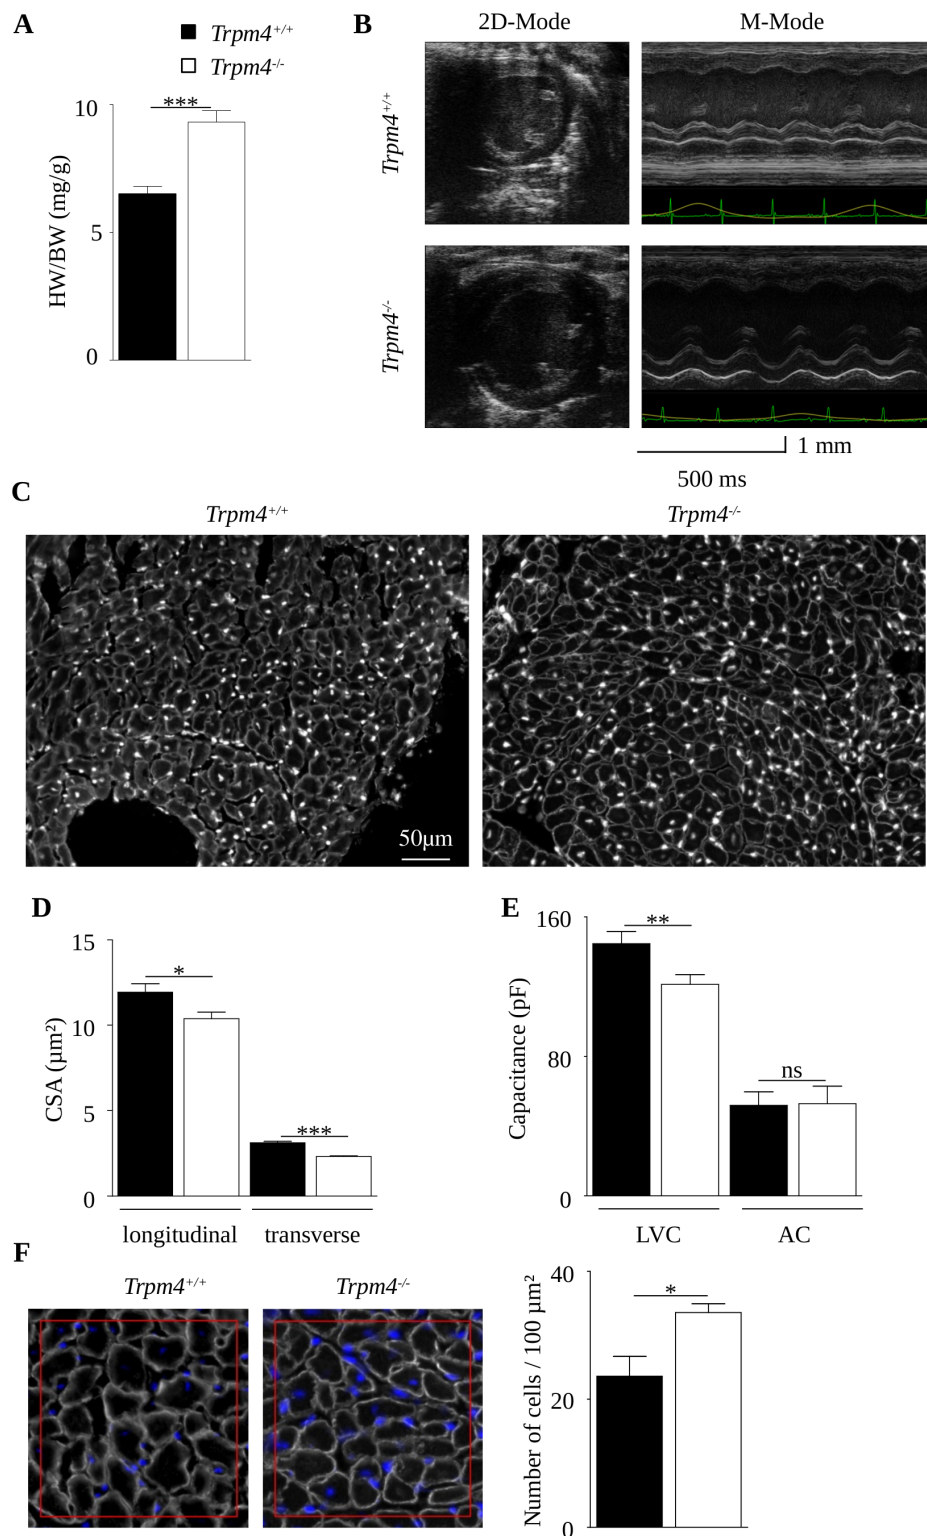 A
Trpm4+/+
Trpm4-/-
HW/BW (mg/g)
10
5
0
***
B
2D-Mode
M-Mode
Trpm4+/+
Trpm4-/-
1 mm
500 ms
C
Trpm4+/+
Trpm4-/-
50µm
D
CSA (µm²)
15
10
5
0
*
***
longitudinal
transverse
E
Capacitance (pF)
160
80
0
**
ns
LVC
AC
F
Trpm4+/+
Trpm4-/-
Number of cells / 100 µm²
40
20
0
*